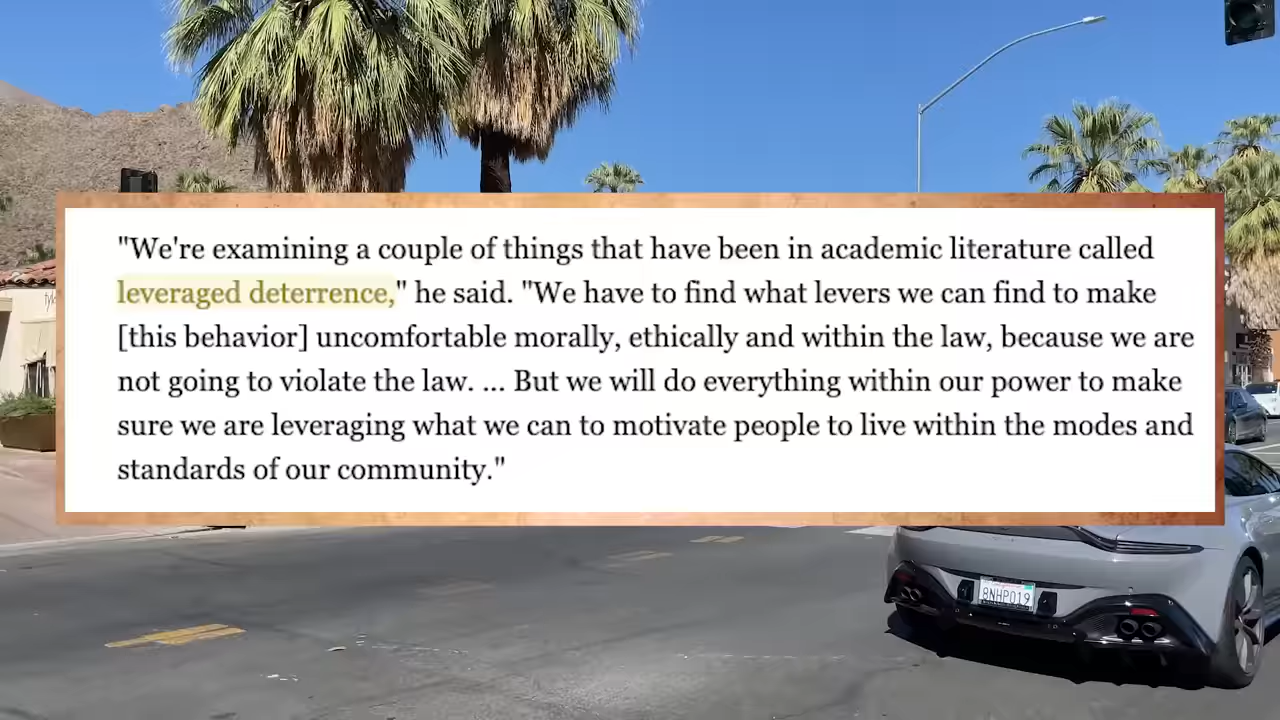 "We're examining a couple of things that have been in academic literature called
leveraged deterrence," he said. "We have to find what levers we can find to make
[this behavior] uncomfortable morally, ethically and within the law, because we are
not going to violate the law. ... But we will do everything within our power to make
sure we are leveraging what we can to motivate people to live within the modes and
standards of our community."
8NHP019